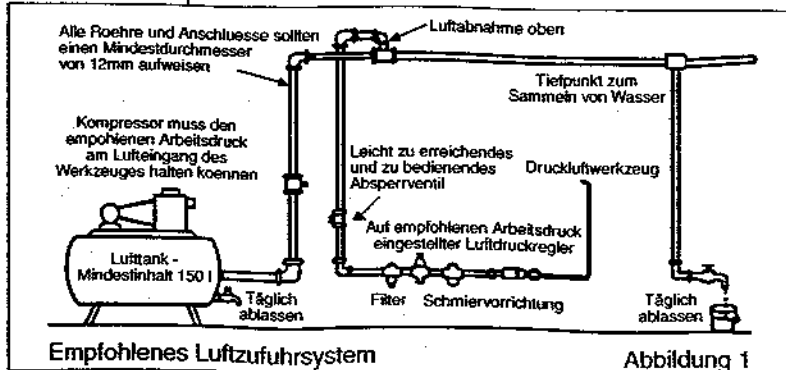 Alle Roehre und Anschluesse sollten
einen Mindestdurchmesser
von 12mm aufweisen
Luftabnahme oben
Tiefpunkt zum
Sammeln von Wasser
Kompressor muss den
empohlenen Arbeitsdruck
am Lufteingang des
Werkzeuges halten koennen
Leicht zu erreichendes
und zu bedienendes
Absperrventil
Druckluftwerkzeug
Auf empfohlenen Arbeitsdruck
eingestellter Luftdruckregler
Lufttank -
Mindestinhalt 150 l
Täglich
ablassen
Filter
Schmiervorrichtung
Täglich
ablassen
Empfohlenes Luftzufuhrsystem
Abbildung 1